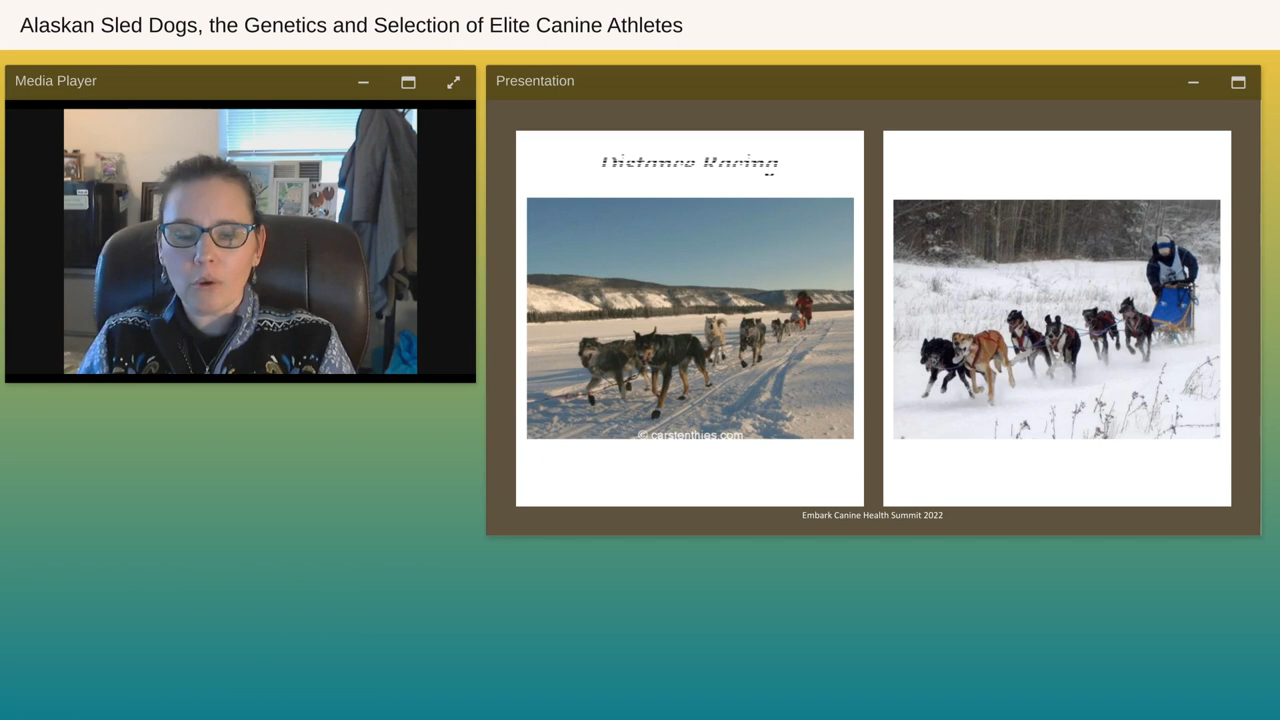 Alaskan Sled Dogs, the Genetics and Selection of Elite Canine Athletes
Media Player
Presentation
Distance Racing
© carstenthies.com
Embark Canine Health Summit 2022